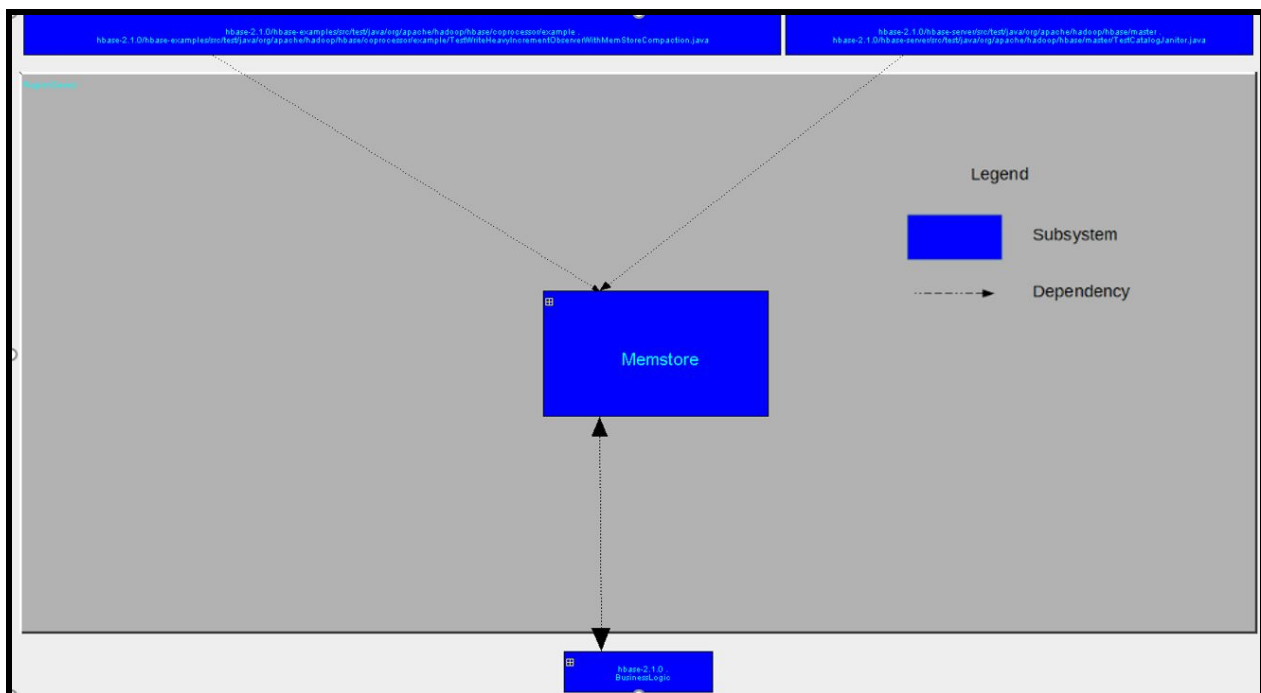 hbase-2.1.0/hbase-examples/src/test/java/org/apache/hadoop/hbase/coprocessor/example .
hbase-2.1.0/hbase-examples/src/test/java/org/apache/hadoop/hbase/coprocessor/example/TestWriteHeavyIncrementObserverWithMemStoreCompaction.java
hbase-2.1.0/hbase-server/src/test/java/org/apache/hadoop/hbase/master .
hbase-2.1.0/hbase-server/src/test/java/org/apache/hadoop/hbase/master/TestCatalogJanitor.java
Legend
Subsystem
Dependency
Memstore
hbase-2.1.0 .
BusinessLogic